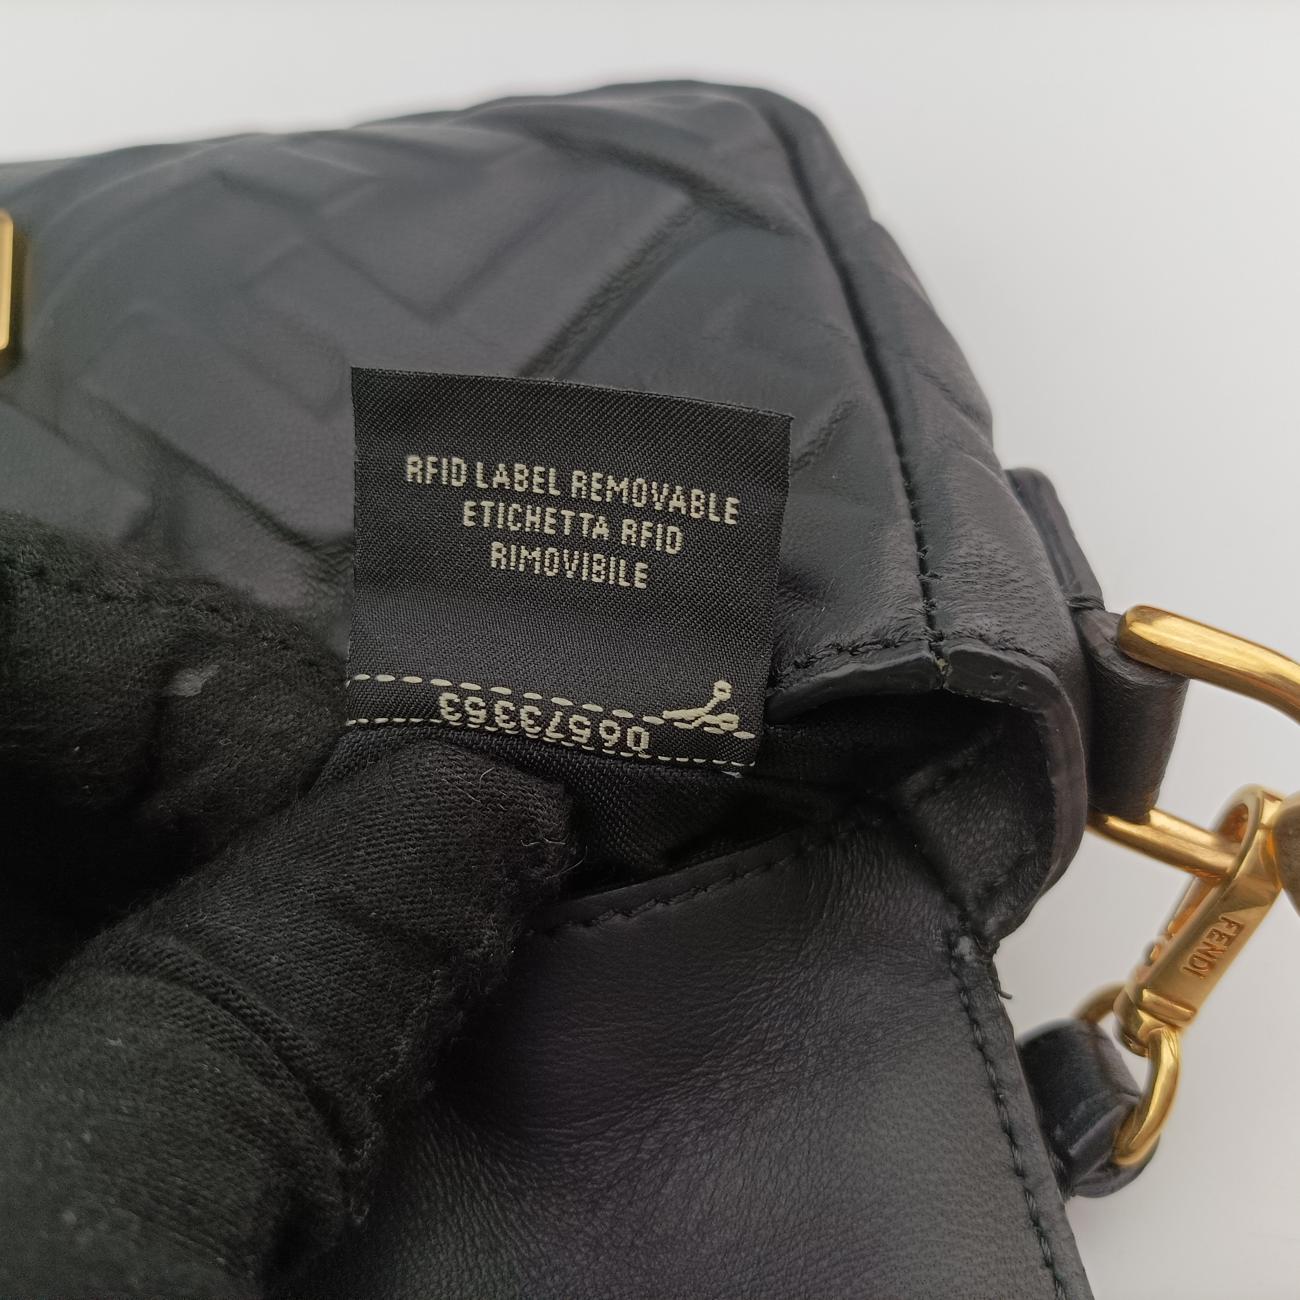 RFID LABEL REMOVABLE
ETICHETTA RFID
RIMOVIBILE
06573353
FENDI